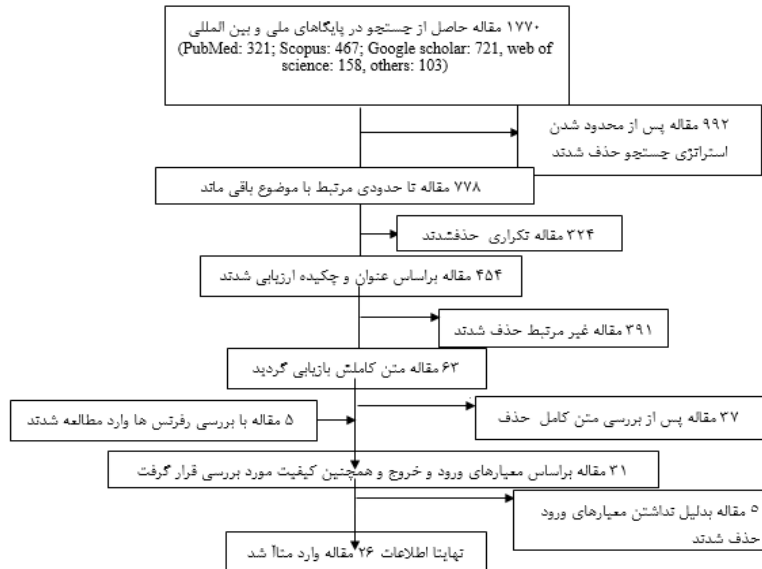 ۱۷۷۰ مقاله حاصل از جستجو در پایگاهای ملی و بین المللی
(PubMed: 321; Scopus: 467; Google scholar: 721, web of
science: 158, others: 103)
۹۹۲ مقاله پس از محدود شدن
استراتژی جستجو حذف شدند
۷۷۸ مقاله تا حدودی مرتبط با موضوع باقی ماند
۳۲۴ مقاله تکراری حذفشدند
۴۵۴ مقاله براساس عنوان و چکیده ارزیابی شدند
۳۹۱ مقاله غیر مرتبط حذف شدند
۶۳ مقاله متن کاملش بازیابی گردید
۳۷ مقاله پس از بررسی متن کامل حذف
۵ مقاله با بررسی رفرنس ها وارد مطالعه شدند
۳۱ مقاله براساس معیارهای ورود و خروج و همچنین کیفیت مورد بررسی قرار گرفت
۵ مقاله بدلیل نداشتن معیارهای ورود
حذف شدند
نهایتا اطلاعات ۲۶ مقاله وارد متاآ شد